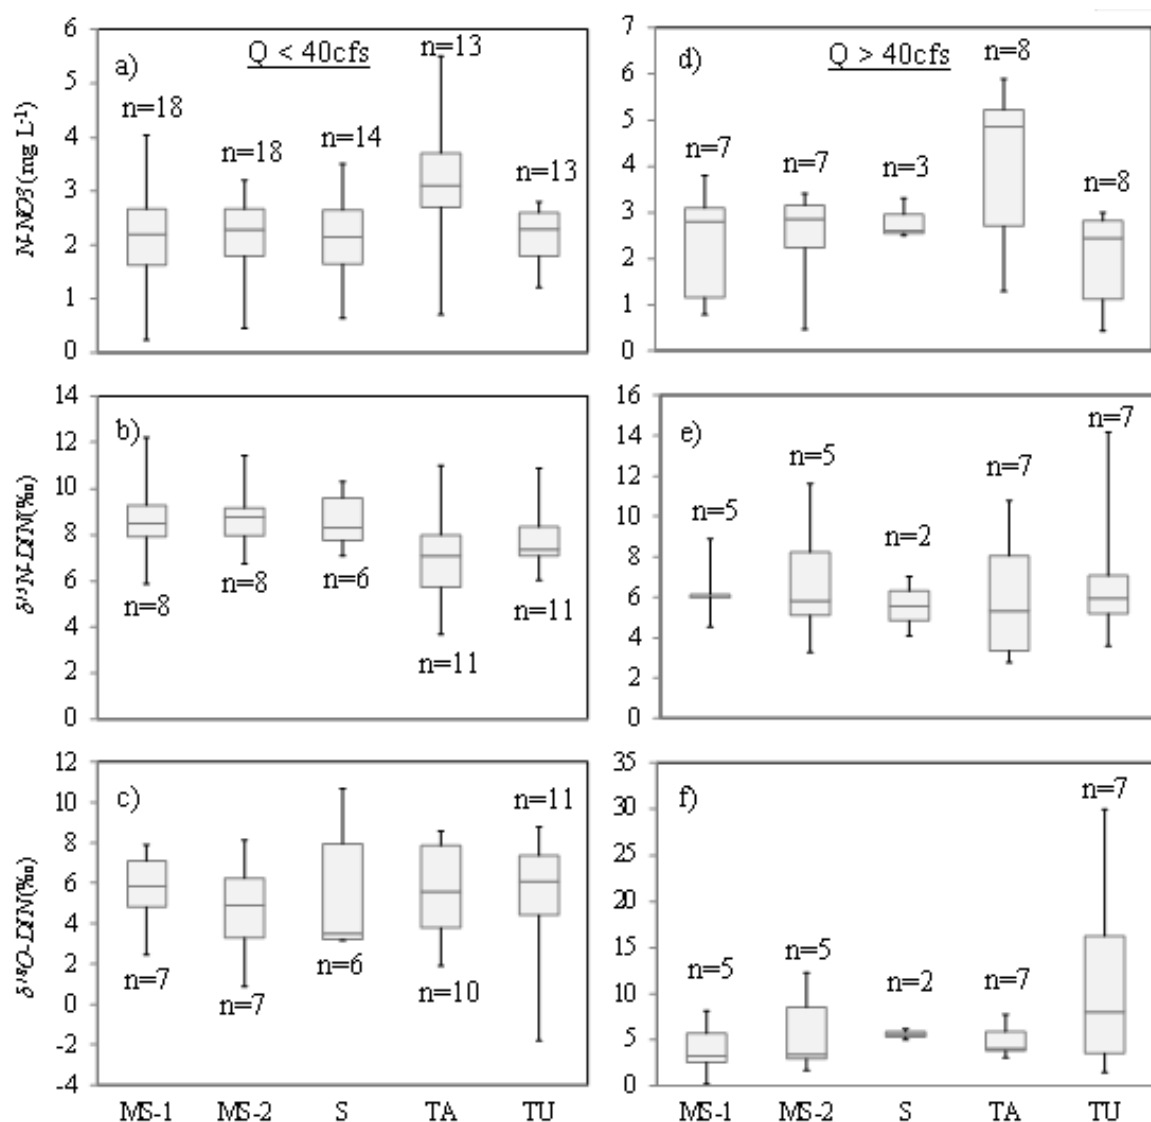 a)
Q < 40cfs
n=18
n=18
n=14
n=13
n=13
N-NO3 (mg L-1)
6
5
4
3
2
1
0
d)
Q > 40cfs
n=7
n=7
n=3
n=8
n=8
7
6
5
4
3
2
1
0
b)
n=8
n=8
n=6
n=11
n=11
δ15N-DIN(‰)
14
12
10
8
6
4
2
0
e)
n=5
n=5
n=2
n=7
n=7
16
14
12
10
8
6
4
2
0
c)
n=7
n=7
n=6
n=10
n=11
δ18O-DIN(‰)
12
10
8
6
4
2
0
-2
-4
MS-1 MS-2 S TA TU
f)
n=5
n=5
n=2
n=7
n=7
35
30
25
20
15
10
5
0
MS-1 MS-2 S TA TU